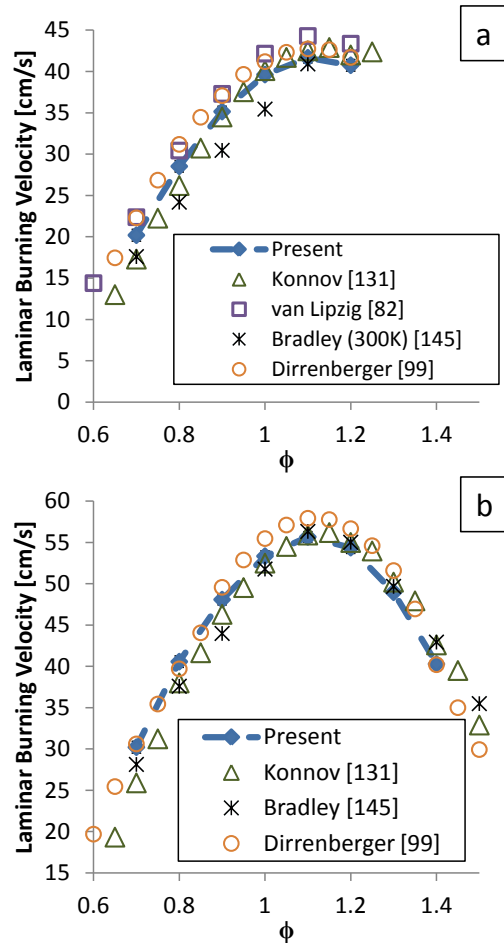 a
Laminar Burning Velocity [cm/s]
45
40
35
30
25
20
15
10
5
0
Present
Konnov [131]
van Lipzig [82]
Bradley (300K) [145]
Dirrenberger [99]
0.6 0.8 1 1.2 1.4
ϕ
b
Laminar Burning Velocity [cm/s]
60
55
50
45
40
35
30
25
20
15
Present
Konnov [131]
Bradley [145]
Dirrenberger [99]
0.6 0.8 1 1.2 1.4
ϕ